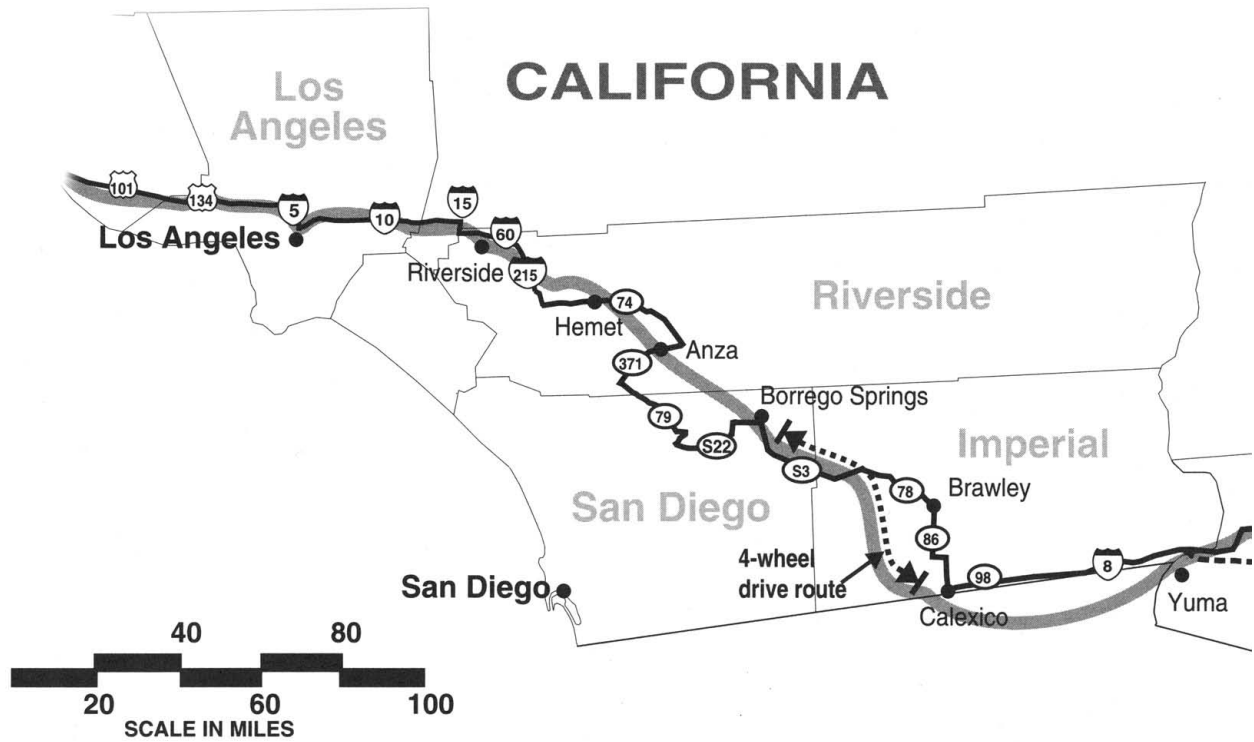 CALIFORNIA
Los
Angeles
101
134
5
10
15
60
215
Los Angeles
Riverside
Riverside
74
Hemet
Anza
371
79
S22
Borrego Springs
S3
Imperial
78
Brawley
86
San Diego
4-wheel
drive route
98
8
San Diego
Calexico
Yuma
40 80
20 60 100
SCALE IN MILES